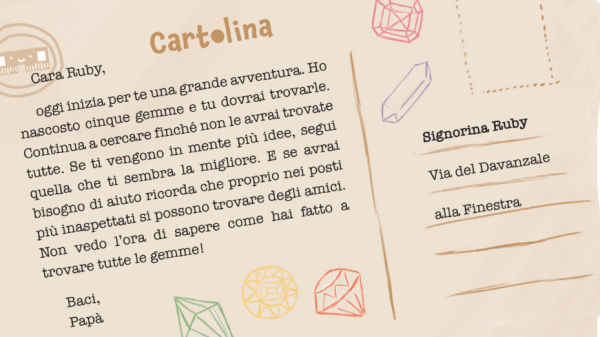 Cartolina
Cara Ruby,
oggi inizia per te una grande avventura. Ho
nascosto cinque gemme e tu dovrai trovarle.
Continua a cercare finché non le avrai trovate
tutte. Se ti vengono in mente più idee, segui
quella che ti sembra la migliore. E se avrai
bisogno di aiuto ricorda che proprio nei posti
più inaspettati si possono trovare degli amici.
Non vedo l'ora di sapere come hai fatto a
trovare tutte le gemme!
Baci,
Papà
Signorina Ruby
Via del Davanzale
alla Finestra